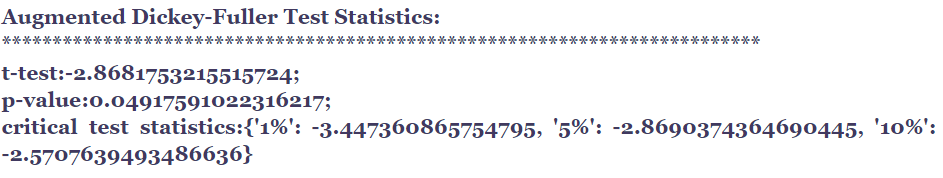 Augmented Dickey-Fuller Test Statistics:
***************************************************************************
t-test:-2.8681753215515724;
p-value:0.04917591022316217;
critical test statistics:{'1%': -3.447360865754795, '5%': -2.8690374364690445, '10%':
-2.5707639493486636}